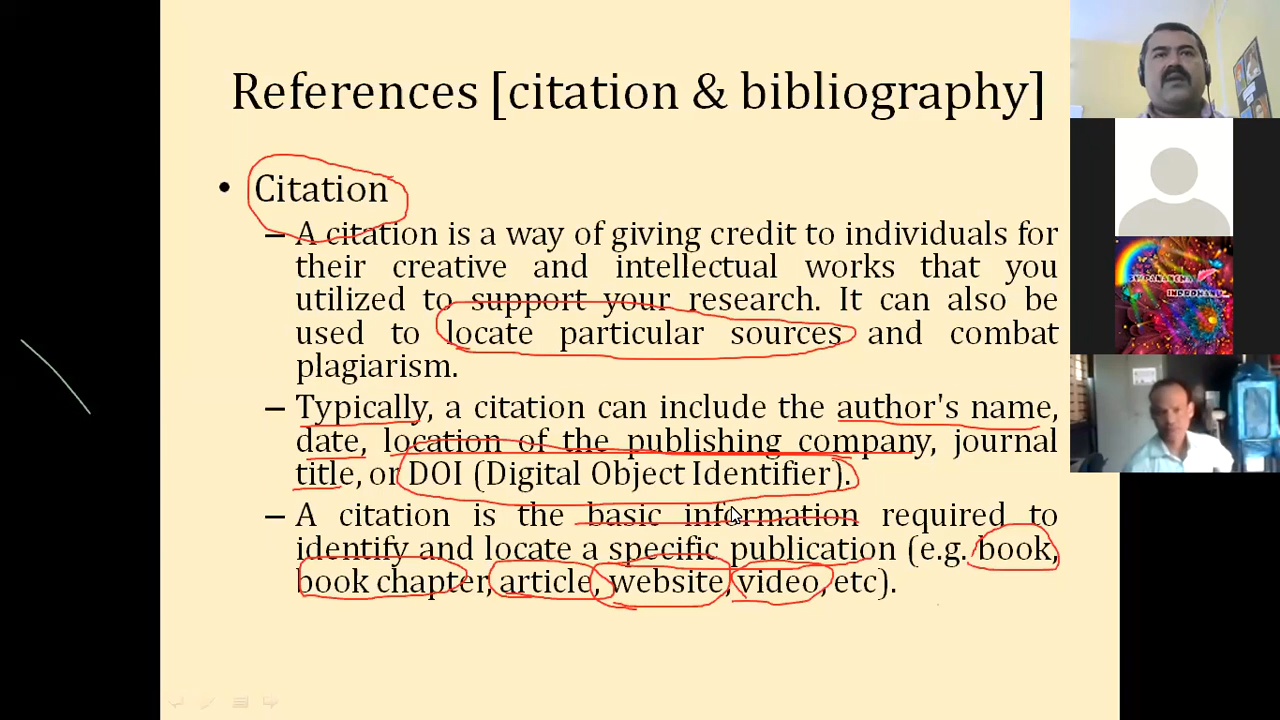 References [citation & bibliography]
• Citation
– A citation is a way of giving credit to individuals for
their creative and intellectual works that you
utilized to support your research. It can also be
used to locate particular sources and combat
plagiarism.
– Typically, a citation can include the author's name,
date, location of the publishing company, journal
title, or DOI (Digital Object Identifier).
– A citation is the basic information required to
identify and locate a specific publication (e.g. book,
book chapter, article, website, video, etc).